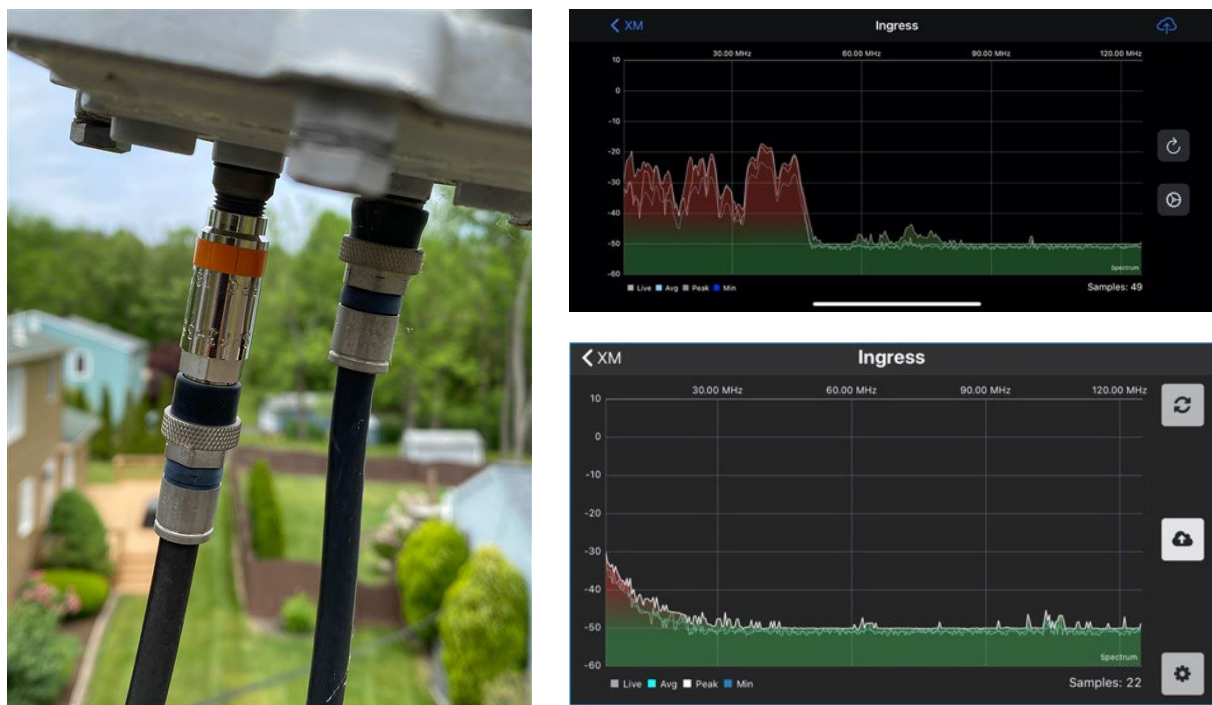 XM
Ingress
30.00 MHz 60.00 MHz 90.00 MHz 120.00 MHz
10
0
-10
-20
-30
-40
-50
-60
Spectrum
Live Avg Peak Min
Samples: 49
XM
Ingress
30.00 MHz 60.00 MHz 90.00 MHz 120.00 MHz
10
0
-10
-20
-30
-40
-50
-60
Spectrum
Live Avg Peak Min
Samples: 22